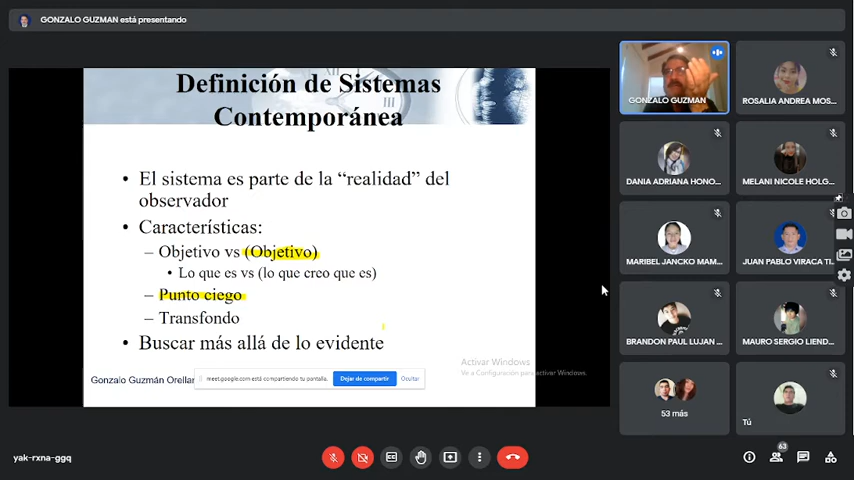 GONZALO GUZMAN está presentando
Definición de Sistemas
Contemporánea
• El sistema es parte de la “realidad” del
observador
• Características:
– Objetivo vs (Objetivo)
• Lo que es vs (lo que creo que es)
– Punto ciego
– Transfondo
• Buscar más allá de lo evidente
Gonzalo Guzmán Orellan
meet.google.com está compartiendo tu pantalla.
Dejar de compartir
Ocultar
Activar Windows
Ve a Configuración para activar Windows.
GONZALO GUZMAN
ROSALIA ANDREA MOS...
DANIA ADRIANA HONO...
MELANI NICOLE HOLG...
MARIBEL JANCKO MAM...
JUAN PABLO VIRACA TI...
BRANDON PAUL LUJAN ...
MAURO SERGIO LIEND...
53 más
Tú
yak-rxna-ggq
63